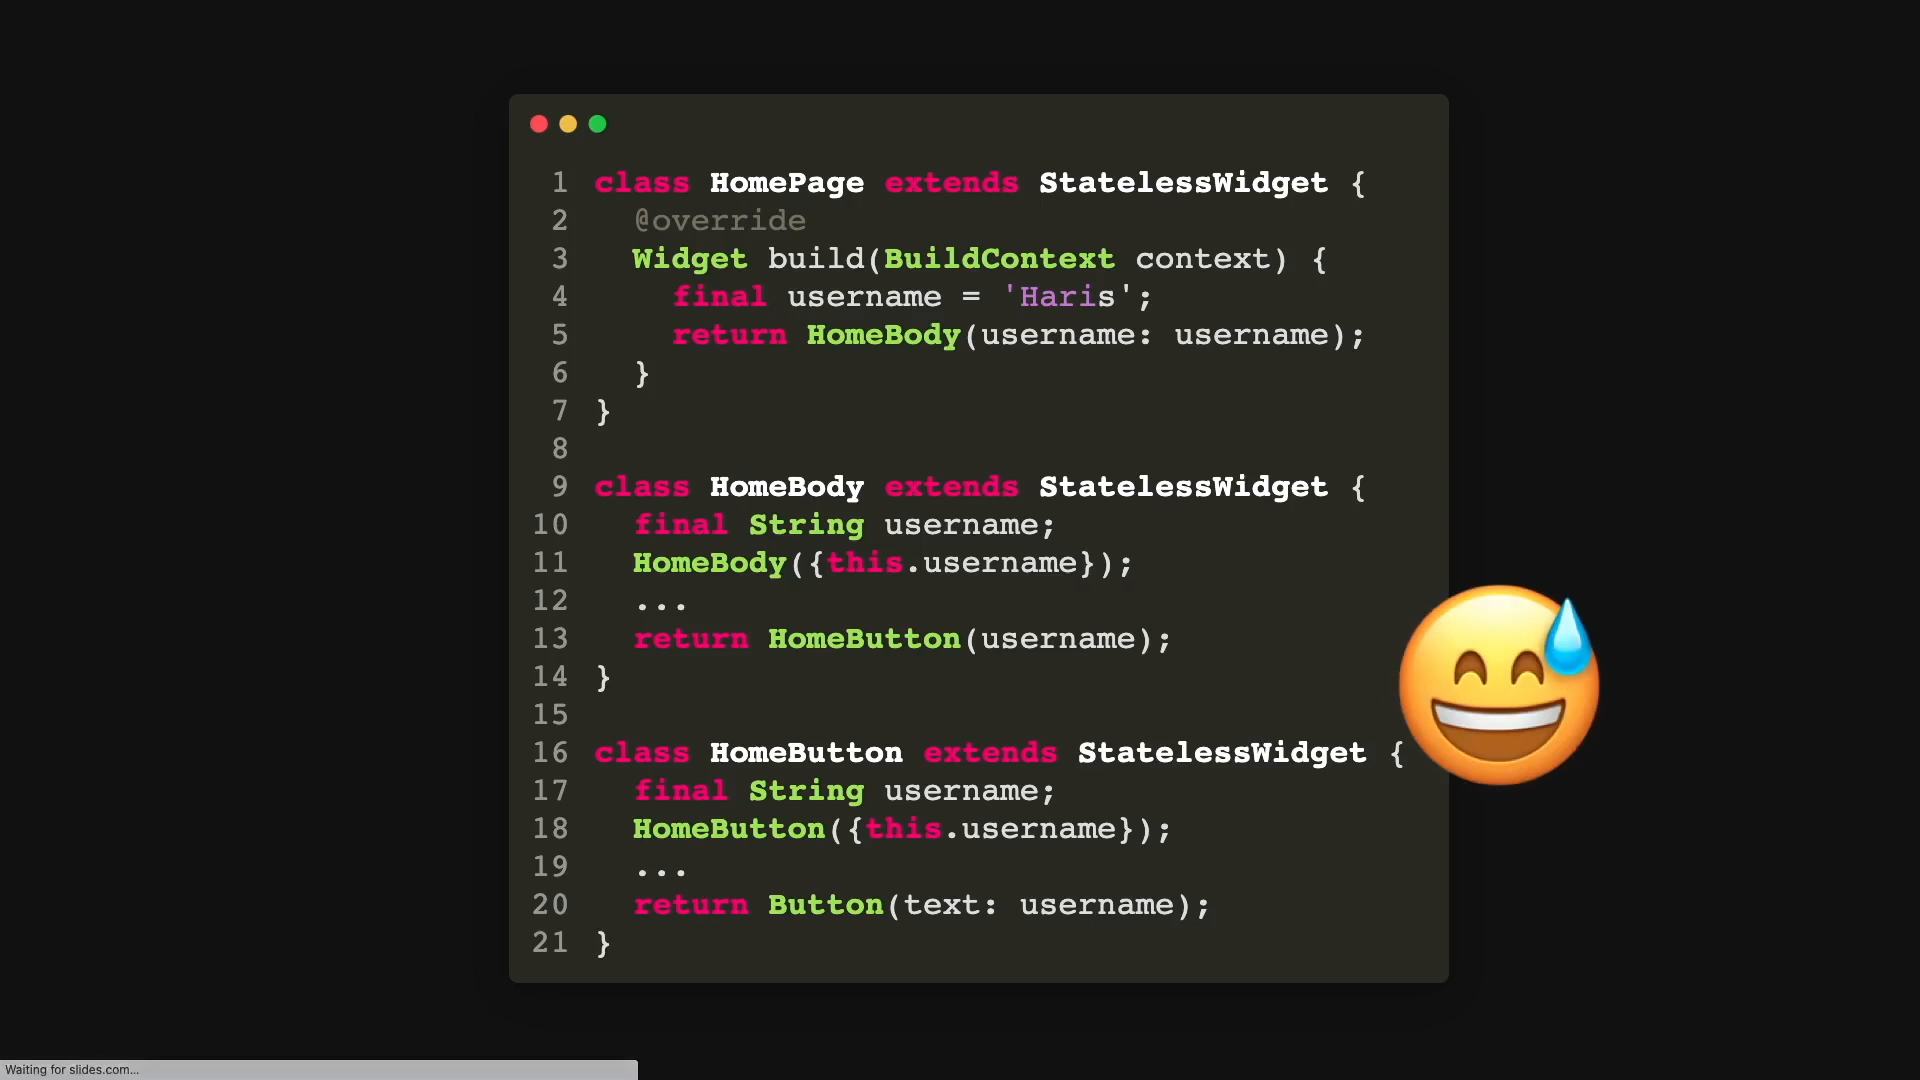 1 class HomePage extends StatelessWidget {
2 @override
3 Widget build(BuildContext context) {
4 final username = 'Haris';
5 return HomeBody(username: username);
6 }
7 }
8
9 class HomeBody extends StatelessWidget {
10 final String username;
11 HomeBody({this.username});
12 ...
13 return HomeButton(username);
14 }
15
16 class HomeButton extends StatelessWidget {
17 final String username;
18 HomeButton({this.username});
19 ...
20 return Button(text: username);
21 }
Waiting for slides.com...